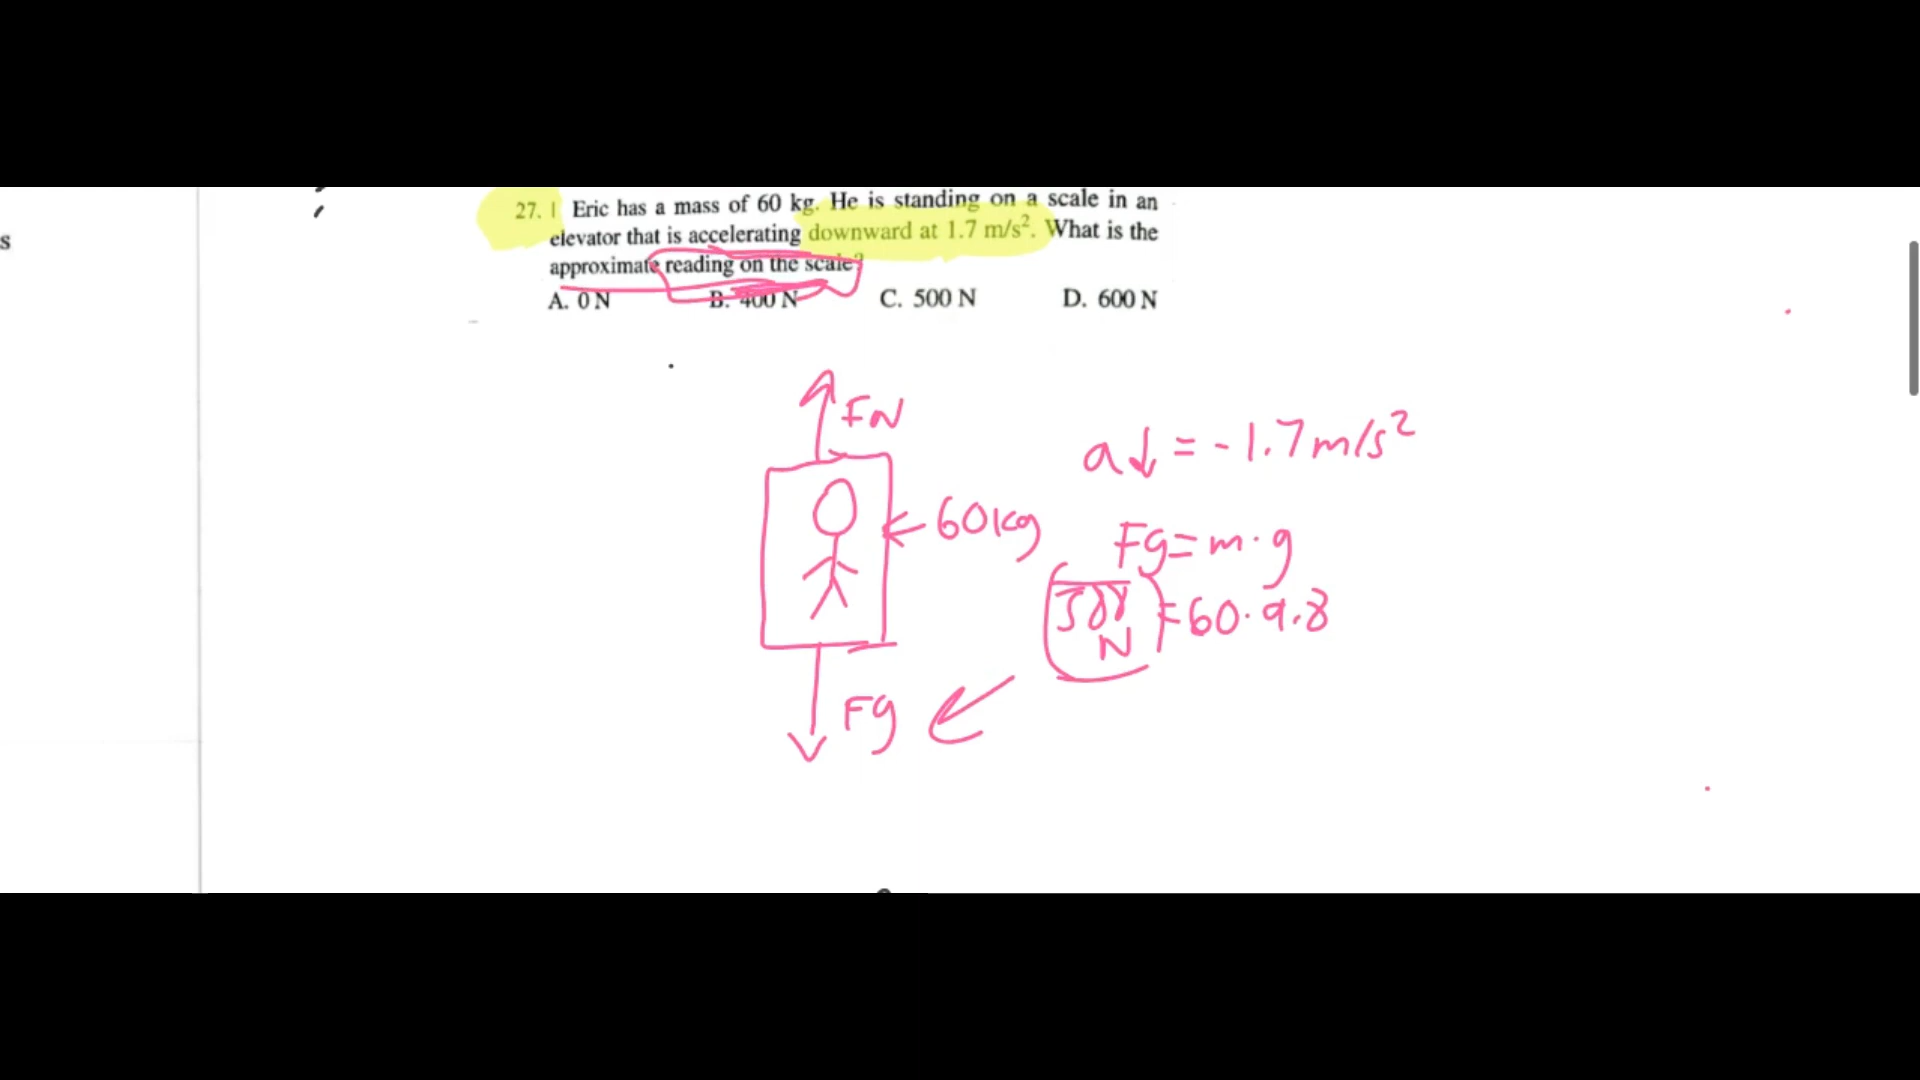 s
27. | Eric has a mass of 60 kg. He is standing on a scale in an
elevator that is accelerating downward at 1.7 m/s². What is the
approximate reading on the scale?
A. 0 N B. 400 N C. 500 N D. 600 N
FN
a↓ = -1.7 m/s²
←60kg
Fg = m·g
588 N = 60·9.8
Fg